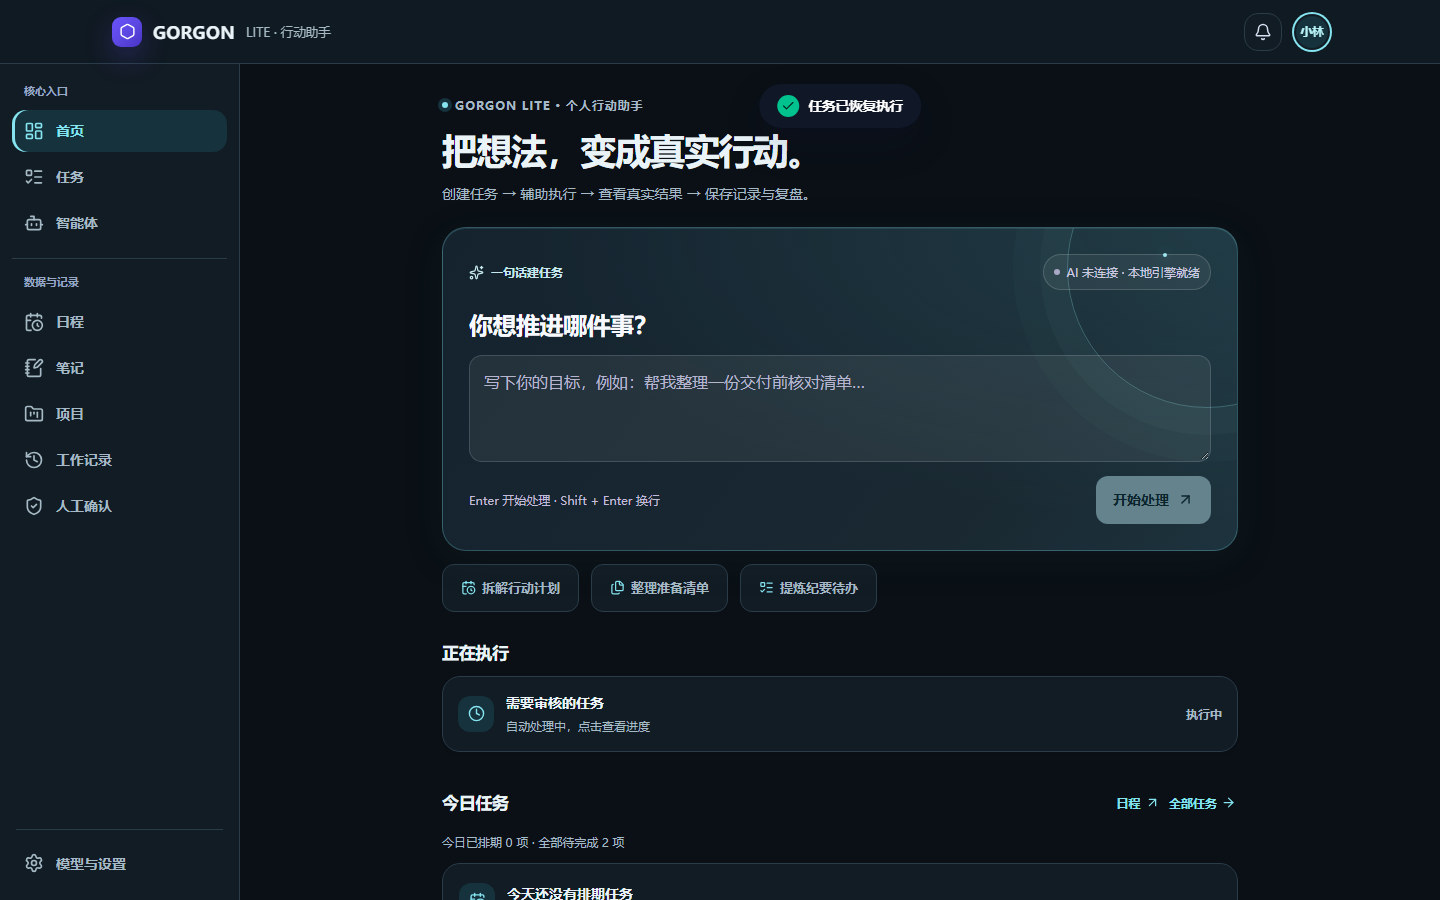 GORGON LITE · 行动助手
小林
核心入口
首页
任务
智能体
数据与记录
日程
笔记
项目
工作记录
人工确认
模型与设置
GORGON LITE • 个人行动助手
任务已恢复执行
把想法，变成真实行动。
创建任务 → 辅助执行 → 查看真实结果 → 保存记录与复盘。
一句话建任务
AI 未连接 · 本地引擎就绪
你想推进哪件事？
写下你的目标，例如：帮我整理一份交付前核对清单...
Enter 开始处理 · Shift + Enter 换行
开始处理
拆解行动计划
整理准备清单
提炼纪要待办
正在执行
需要审核的任务
自动处理中，点击查看进度
执行中
今日任务
日程
全部任务
今日已排期 0 项 · 全部待完成 2 项
今天还没有排期任务